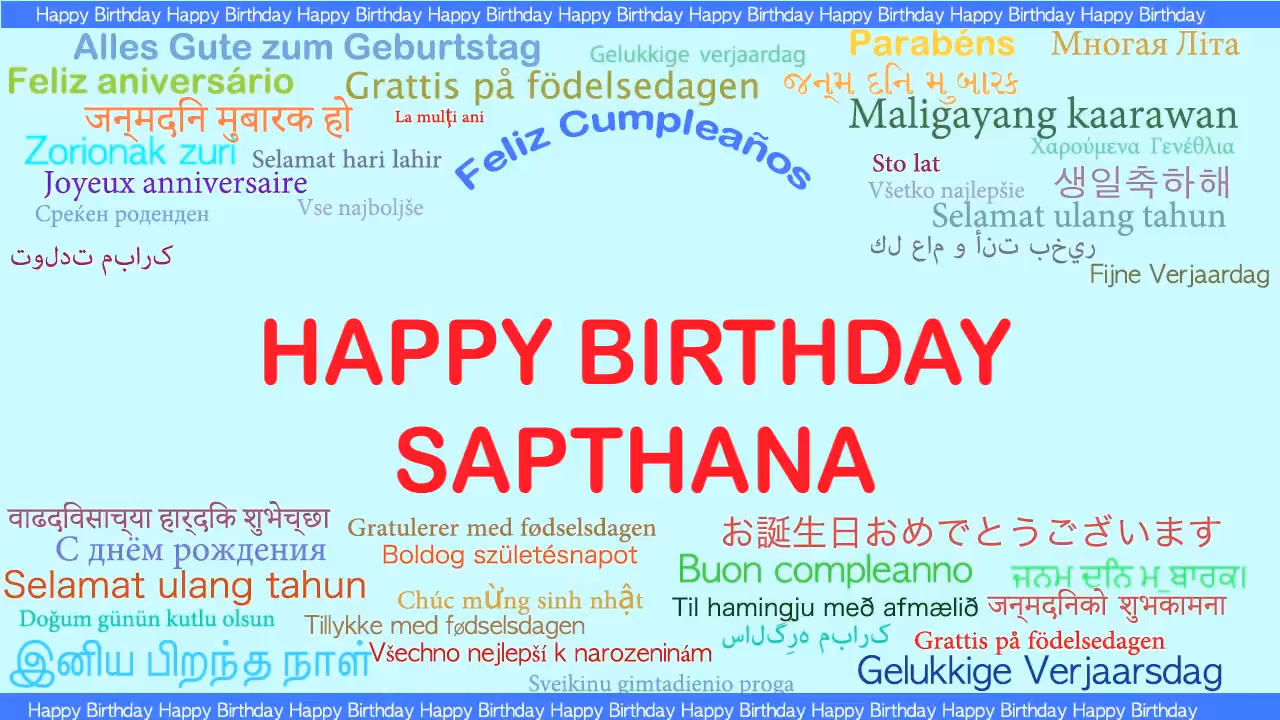 Happy Birthday Happy Birthday Happy Birthday Happy Birthday Happy Birthday Happy Birthday Happy Birthday Happy Birthday Happy Birthday
Alles Gute zum Geburtstag
Gelukkige verjaardag
Parabéns
Многая Літа
Feliz aniversário
Grattis på födelsedagen
જન્મ દિન મુબારક
जन्मदिन मुबारक हो
La mulţi ani
Feliz Cumpleaños
Maligayang kaarawan
Χαρούμενα Γενέθλια
Zorionak zuri
Selamat hari lahir
Sto lat
Joyeux anniversaire
Všetko najlepšie
생일축하해
Среќен роденден
Vse najboljše
Selamat ulang tahun
تولدت مبارک
كل عام و أنت بخير
Fijne Verjaardag
HAPPY BIRTHDAY
SAPTHANA
वाढदिवसाच्या हार्दिक शुभेच्छा
Gratulerer med fødselsdagen
お誕生日おめでとうございます
С днём рождения
Boldog születésnapot
Buon compleanno
ਜਨਮ ਦਿਨ ਮੁਬਾਰਕ।
Selamat ulang tahun
Chúc mừng sinh nhật
Til hamingju með afmælið
जन्मदिनको शुभकामना
Doğum günün kutlu olsun
Tillykke med fødselsdagen
سالگرہ مبارک
Grattis på födelsedagen
இனிய பிறந்த நாள்
Všechno nejlepší k narozeninám
Gelukkige Verjaarsdag
Sveikinu gimtadienio proga
Happy Birthday Happy Birthday Happy Birthday Happy Birthday Happy Birthday Happy Birthday Happy Birthday Happy Birthday Happy Birthday